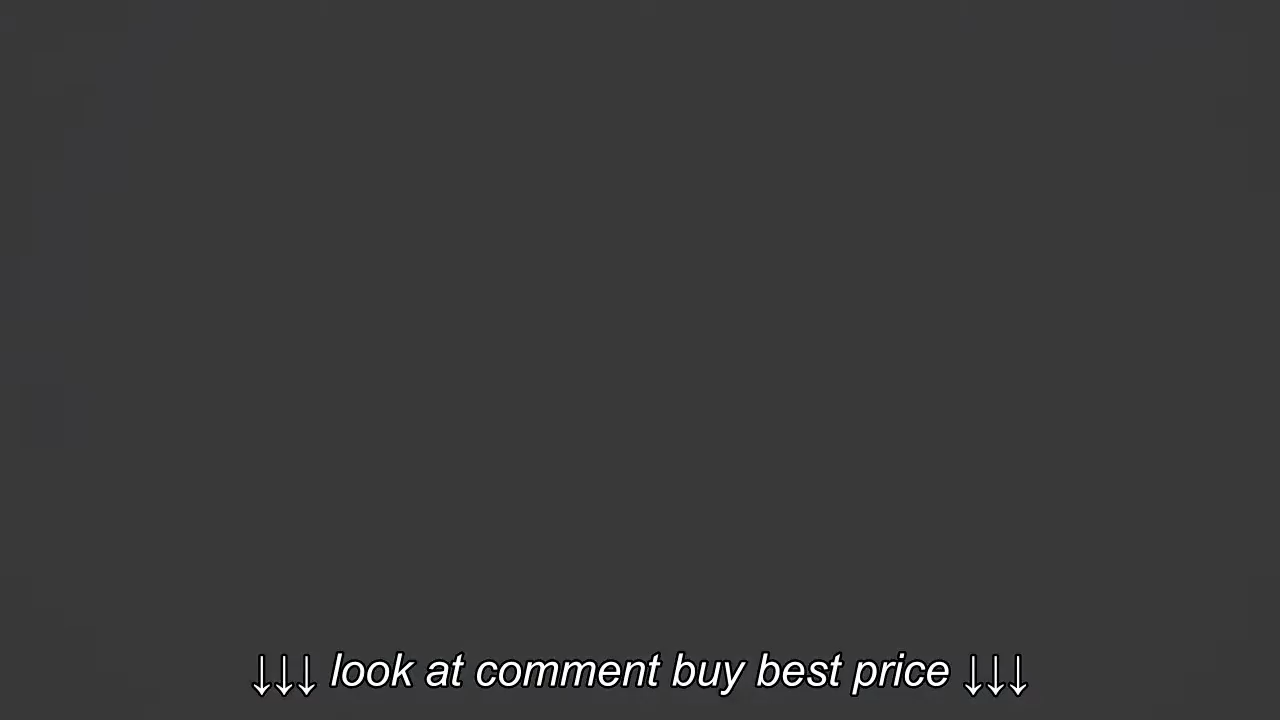 ↓↓↓ look at comment buy best price ↓↓↓